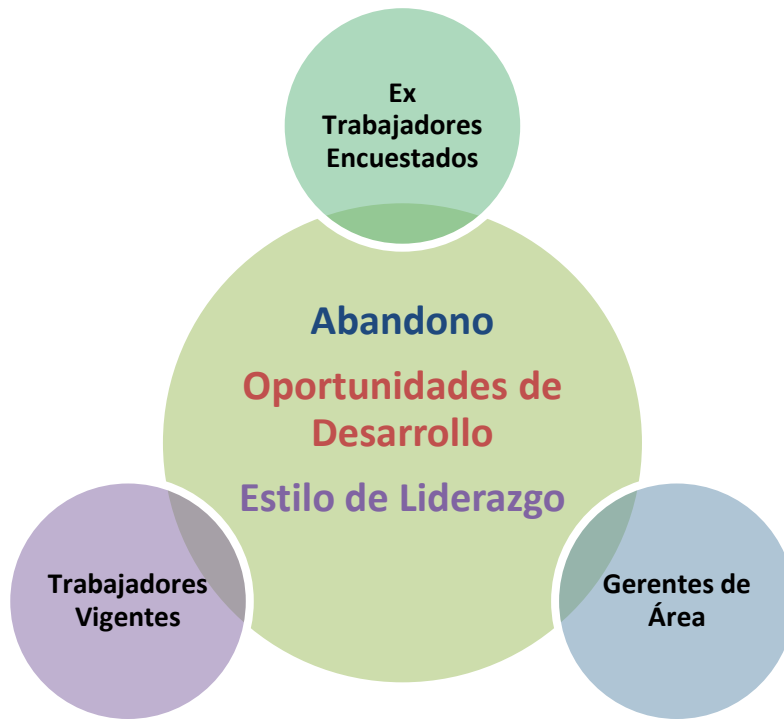 Ex
Trabajadores
Encuestados
Abandono
Oportunidades de
Desarrollo
Estilo de Liderazgo
Trabajadores
Vigentes
Gerentes de
Área